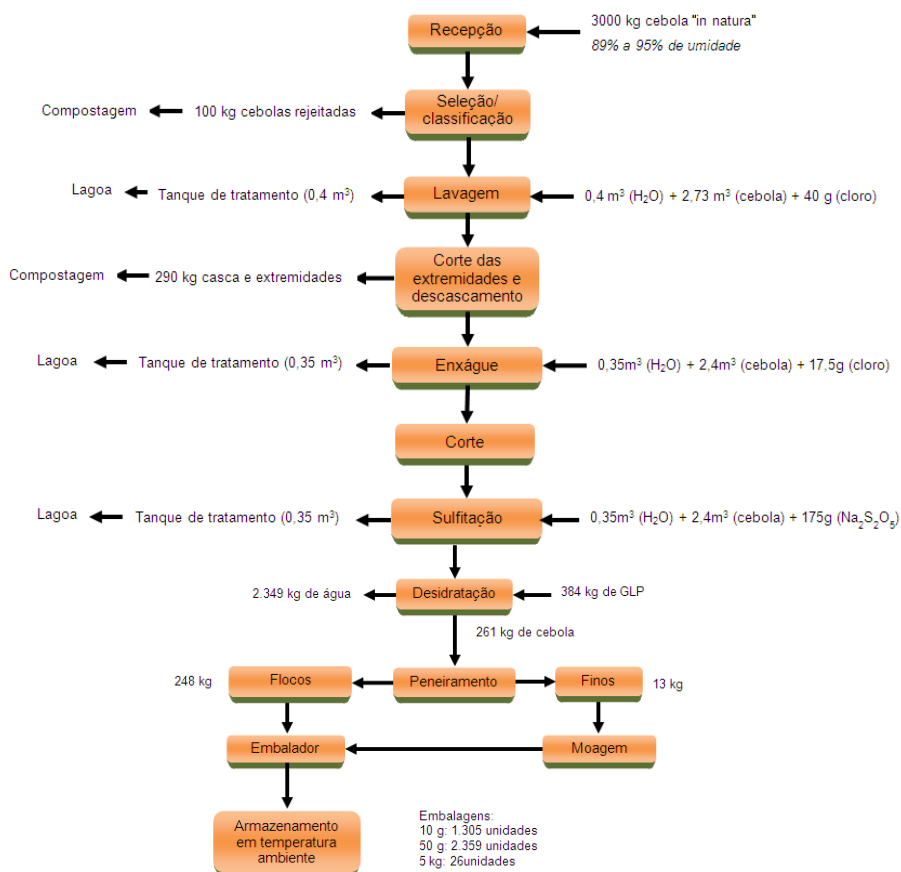 Recepção
3000 kg cebola "in natura"
89% a 95% de umidade
Compostagem
100 kg cebolas rejeitadas
Seleção/
classificação
Lagoa
Tanque de tratamento (0,4 m³)
Lavagem
0,4 m³ (H₂O) + 2,73 m³ (cebola) + 40 g (cloro)
Compostagem
290 kg casca e extremidades
Corte das
extremidades e
descascamento
Lagoa
Tanque de tratamento (0,35 m³)
Enxágue
0,35m³ (H₂O) + 2,4m³ (cebola) + 17,5g (cloro)
Corte
Lagoa
Tanque de tratamento (0,35 m³)
Sulfitação
0,35m³ (H₂O) + 2,4m³ (cebola) + 175g (Na₂S₂O₅)
2.349 kg de água
Desidratação
384 kg de GLP
261 kg de cebola
248 kg
Flocos
Peneiramento
Finos
13 kg
Embalador
Moagem
Armazenamento
em temperatura
ambiente
Embalagens:
10 g: 1.305 unidades
50 g: 2.359 unidades
5 kg: 26unidades